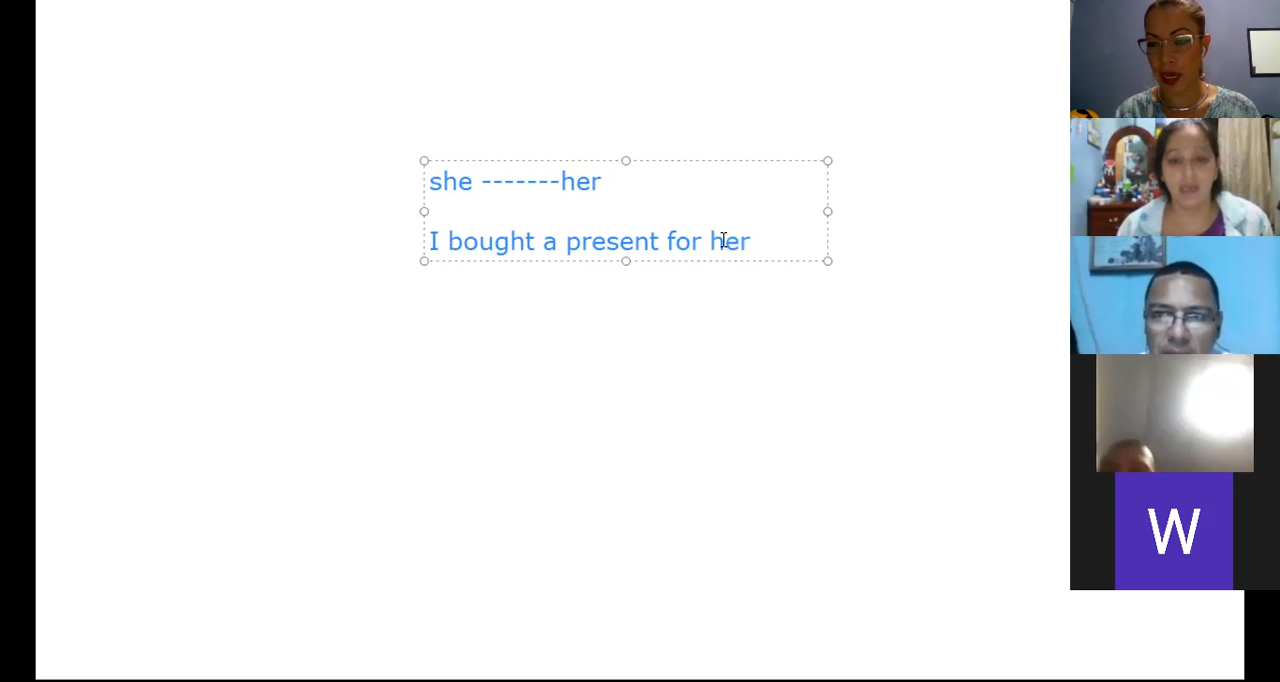 she -------her
I bought a present for her
W